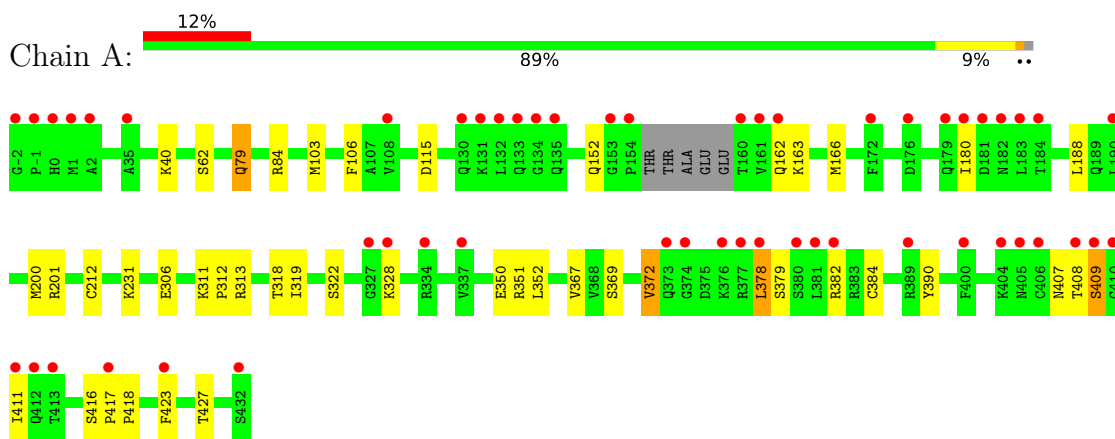 12%
Chain A:
89% 9% ••
G-2 P-1 H0 M1 A2 A35 K40 S62 Q79 R84 M103 F106 A107 V108 D115 Q130 K131 L132 Q133 G134 Q135 Q152 G153 P154 THR THR ALA GLU GLU T160 V161 Q162 K163 M166 F172 D176 Q179 I180 D181 N182 L183 T184 L188 Q189
M200 R201 C212 K231 E306 K311 P312 R313 T318 I319 S322 G327 K328 R334 V337 E350 R351 L352 V367 V368 S369 V372 Q373 G374 D375 K376 R377 L378 S379 S380 L381 R382 R383 C384 R389 Y390 F400 K404 N405 C406 N407 T408 S409
I411 Q412 T413 S416 P417 P418 F423 T427 S432